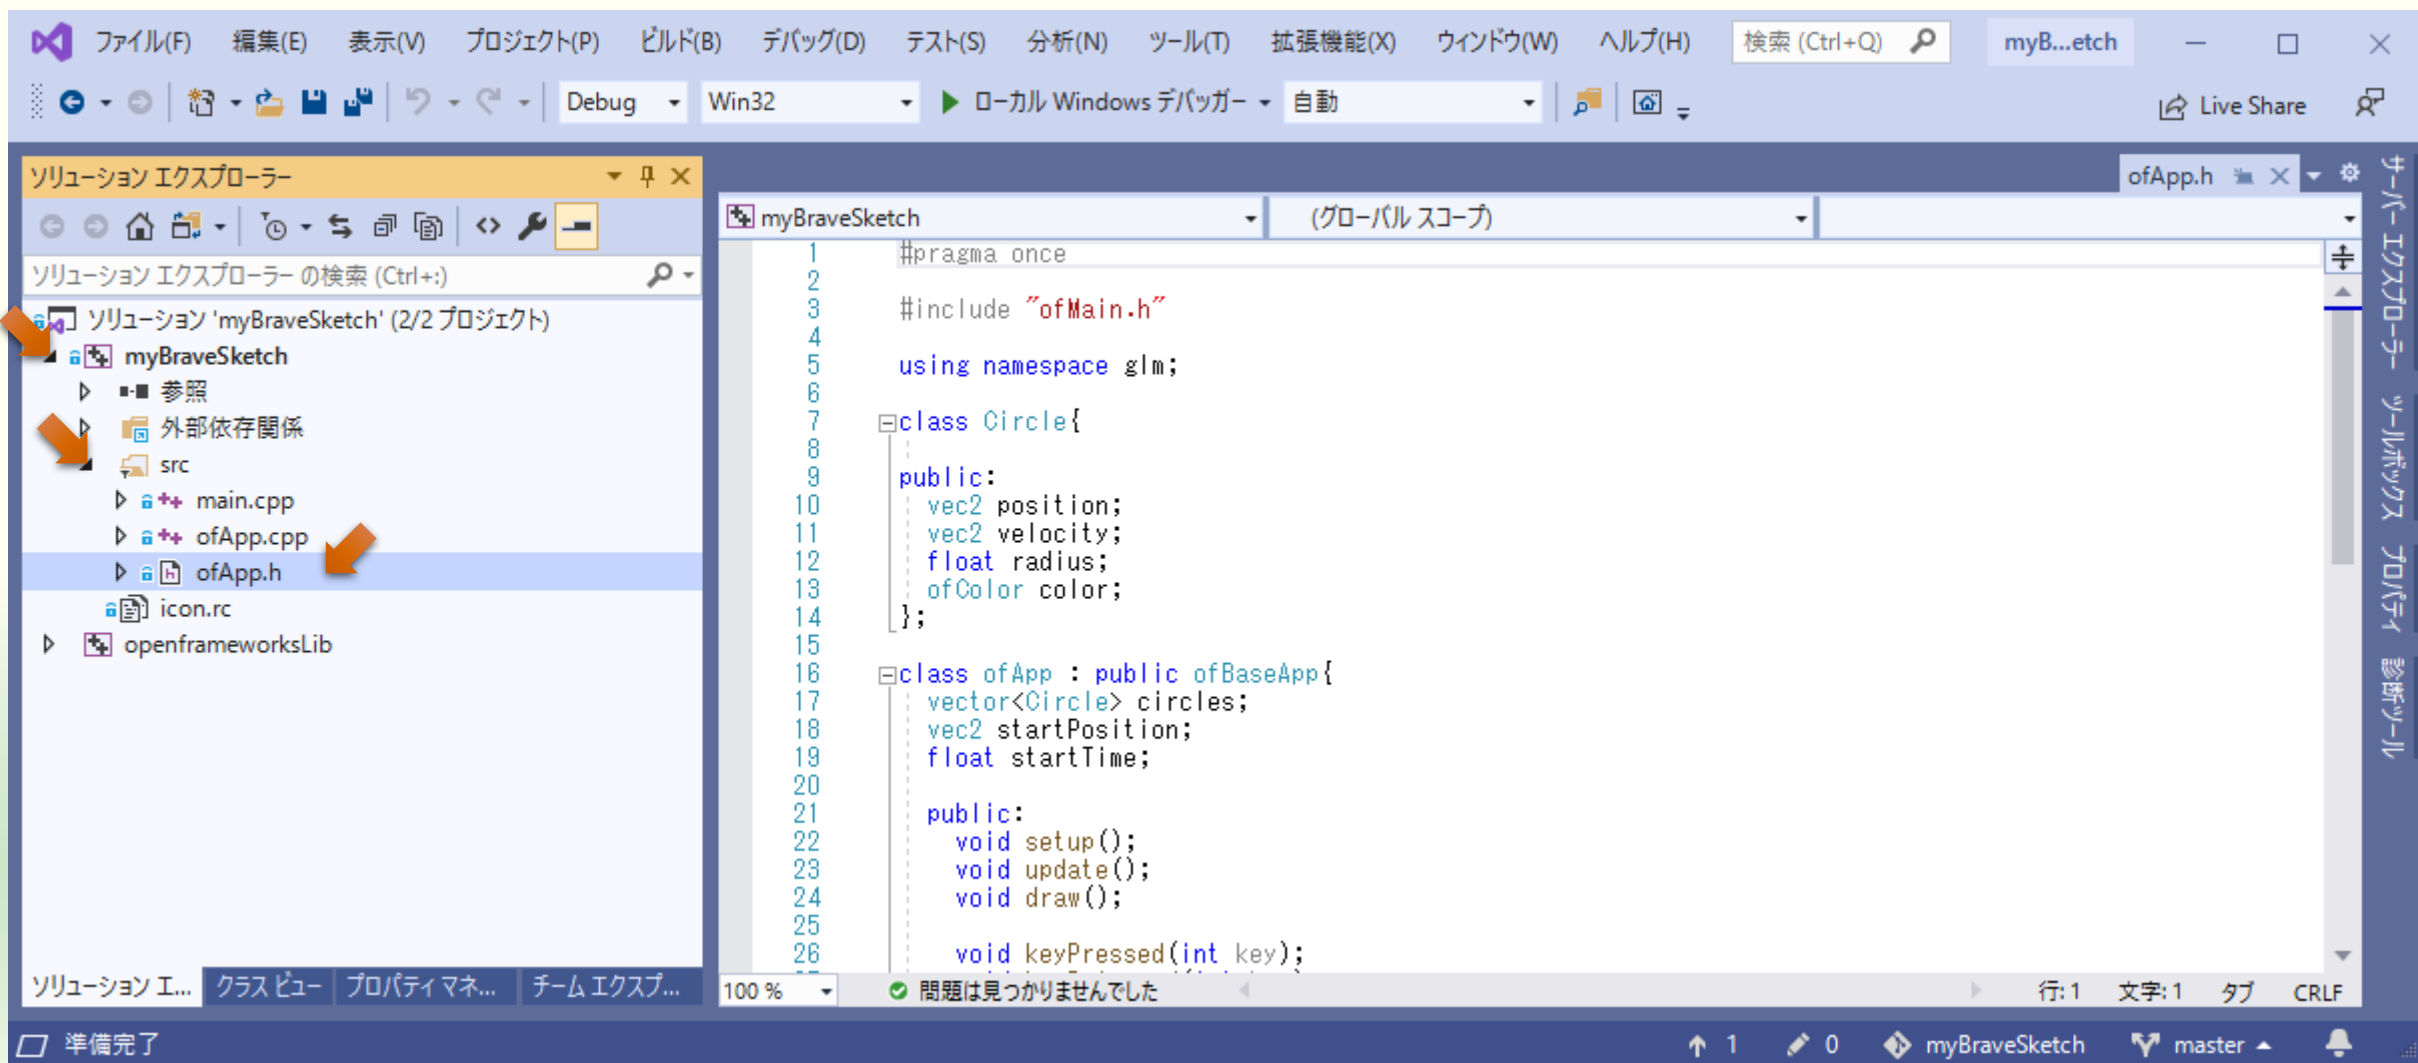 ファイル(F) 編集(E) 表示(V) プロジェクト(P) ビルド(B) デバッグ(D) テスト(S) 分析(N) ツール(T) 拡張機能(X) ウィンドウ(W) ヘルプ(H) 検索 (Ctrl+Q) myB...etch
Debug Win32 ローカル Windows デバッガー 自動 Live Share
ソリューション エクスプローラー
ソリューション エクスプローラー の検索 (Ctrl+:)
ソリューション 'myBraveSketch' (2/2 プロジェクト)
myBraveSketch
参照
外部依存関係
src
main.cpp
ofApp.cpp
ofApp.h
icon.rc
openframeworksLib
ソリューション エ... クラス ビュー プロパティ マネ... チーム エクスプ...
ofApp.h
myBraveSketch (グローバル スコープ)
1 #pragma once
2
3 #include "ofMain.h"
4
5 using namespace glm;
6
7 class Circle{
8
9 public:
10 vec2 position;
11 vec2 velocity;
12 float radius;
13 ofColor color;
14 };
15
16 class ofApp : public ofBaseApp{
17 vector<Circle> circles;
18 vec2 startPosition;
19 float startTime;
20
21 public:
22 void setup();
23 void update();
24 void draw();
25
26 void keyPressed(int key);
100 % 問題は見つかりませんでした 行: 1 文字: 1 タブ CRLF
サーバー エクスプローラー
ツールボックス
プロパティ
診断ツール
準備完了 1 0 myBraveSketch master